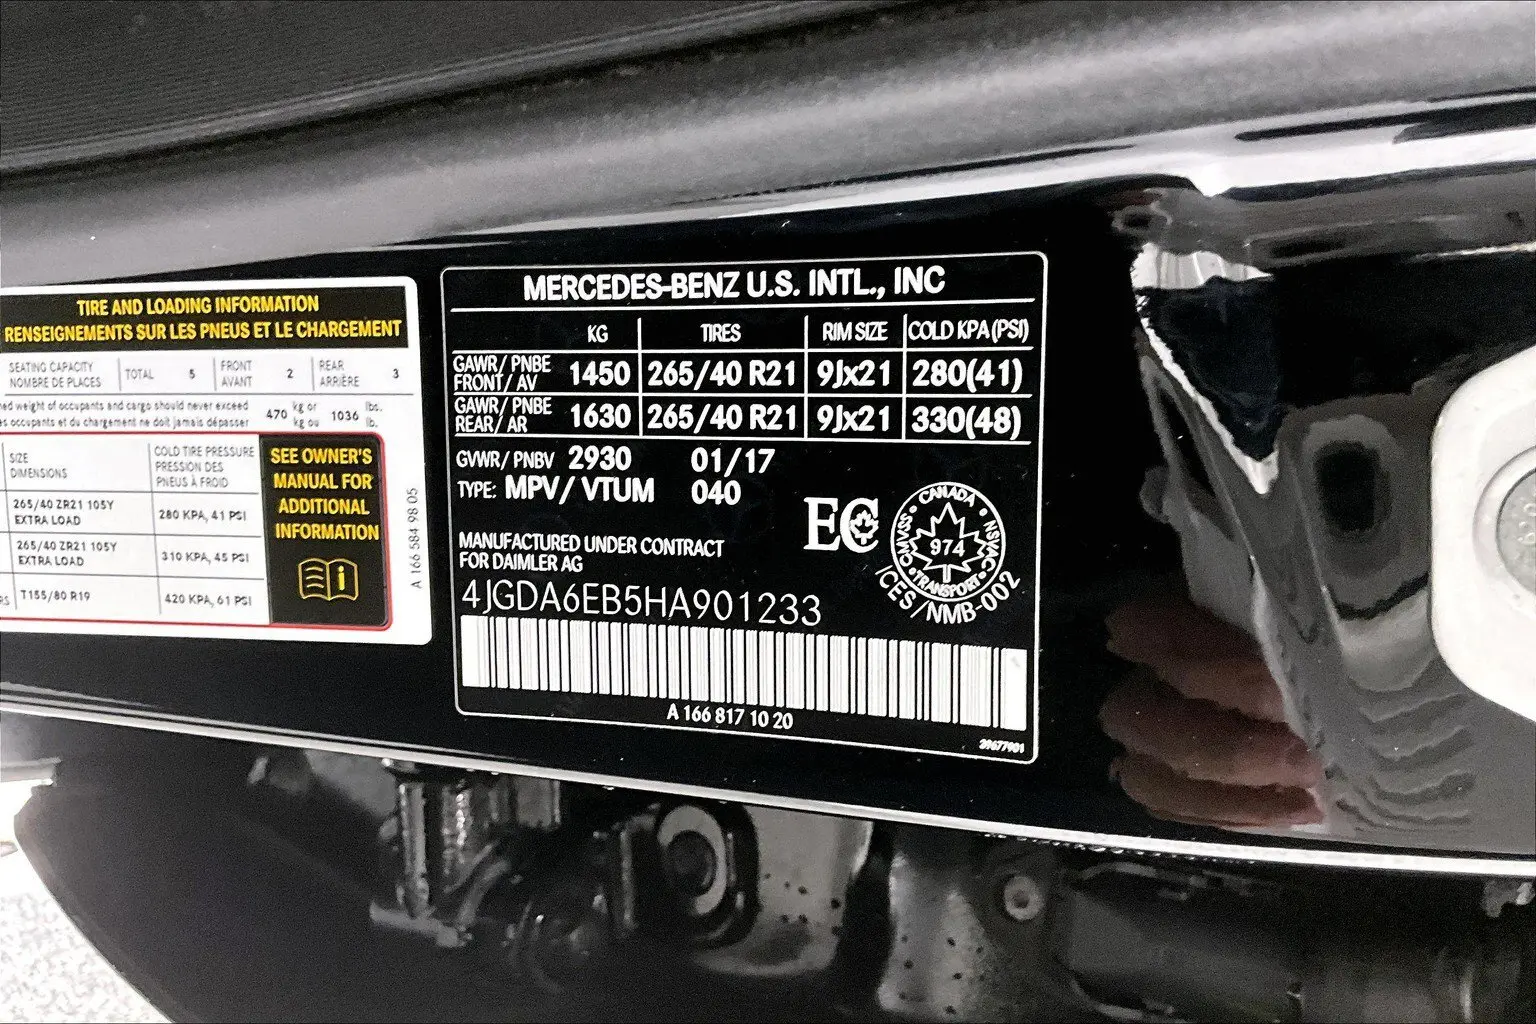 TIRE AND LOADING INFORMATION
RENSEIGNEMENTS SUR LES PNEUS ET LE CHARGEMENT
SEATING CAPACITY
NOMBRE DE PLACES
TOTAL 5
FRONT
AVANT 2
REAR
ARRIÈRE 3
weight of occupants and cargo should never exceed
occupants et du chargement ne doit jamais dépasser
470 kg or
kg ou
1036 lbs.
lb.
SIZE
DIMENSIONS
COLD TIRE PRESSURE
PRESSION DES
PNEUS À FROID
265/40 ZR21 105Y
EXTRA LOAD
280 KPA, 41 PSI
265/40 ZR21 105Y
EXTRA LOAD
310 KPA, 45 PSI
T155/80 R19
420 KPA, 61 PSI
SEE OWNER'S
MANUAL FOR
ADDITIONAL
INFORMATION
i
A 166 584 98 05
MERCEDES-BENZ U.S. INTL., INC
KG TIRES RIM SIZE COLD KPA(PSI)
GAWR/ PNBE
FRONT/ AV 1450 265/40 R21 9Jx21 280(41)
GAWR/ PNBE
REAR/ AR 1630 265/40 R21 9Jx21 330(48)
GVWR/ PNBV 2930 01/17
TYPE: MPV/ VTUM 040
MANUFACTURED UNDER CONTRACT
FOR DAIMLER AG
EC
CANADA
CMVSS NSVAC
974
TRANSPORT
ICES/NMB-002
4JGDA6EB5HA901233
A 166 817 10 20
39677901